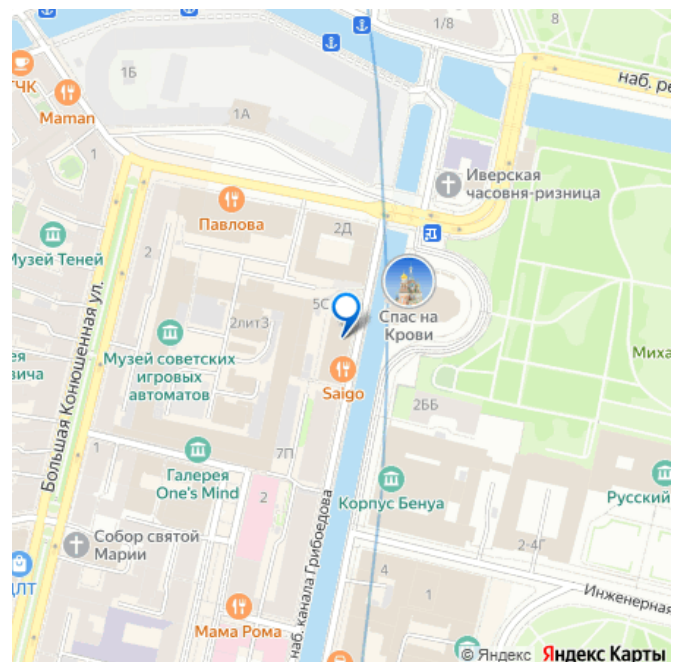 1/8
8
наб. ре
1Б
ТЧК
Maman
1А
1
Иверская
часовня-ризница
Павлова
2Д
Музей Теней
2
Большая Конюшенная ул.
5С
2лит3
Спас на
Крови
Музей советских
игровых
автоматов
Миха
ея
вича
Saigo
2ББ
1
7П
Галерея
One's Mind
2
Корпус Бенуа
Русский
Собор святой
Марии
2-4Г
ДЛТ
4
1
Инженерная
наб. канала Грибоедова
Мама Рома
© Яндекс Яндекс Карты